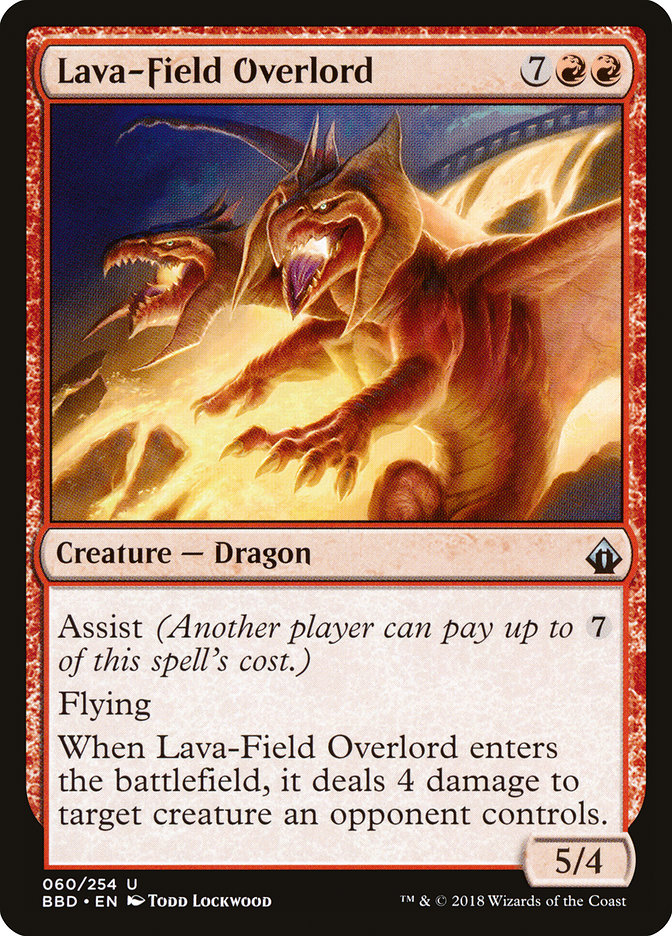 Lava-Field Overlord 7
Creature — Dragon
Assist (Another player can pay up to 7
of this spell's cost.)
Flying
When Lava-Field Overlord enters
the battlefield, it deals 4 damage to
target creature an opponent controls.
5/4
060/254 U
BBD • EN Todd Lockwood
™ & © 2018 Wizards of the Coast